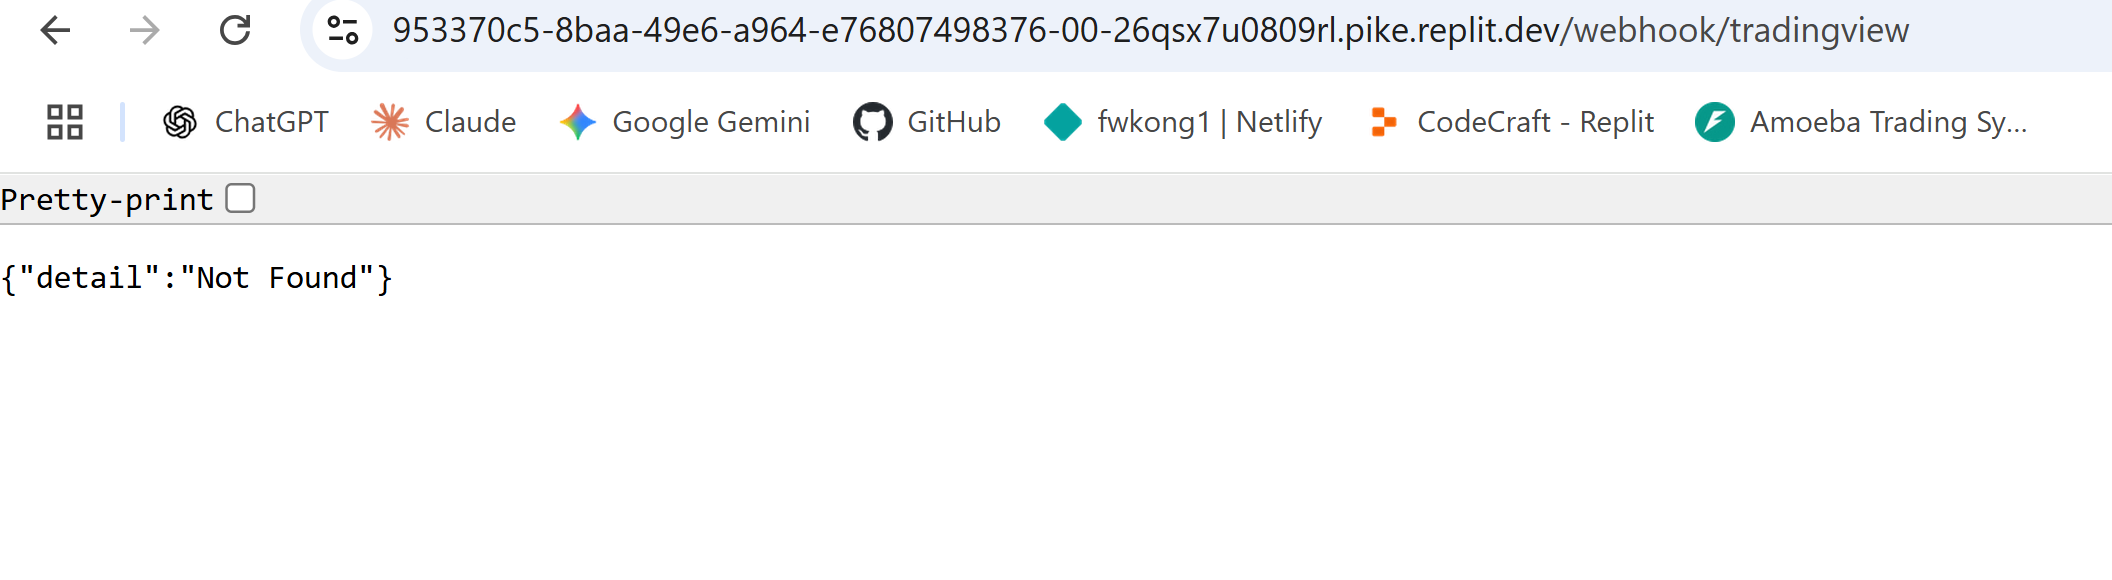 953370c5-8baa-49e6-a964-e76807498376-00-26qsx7u0809rl.pike.replit.dev/webhook/tradingview
ChatGPT Claude Google Gemini GitHub fwkong1 | Netlify CodeCraft - Replit Amoeba Trading Sy...
Pretty-print
{"detail":"Not Found"}